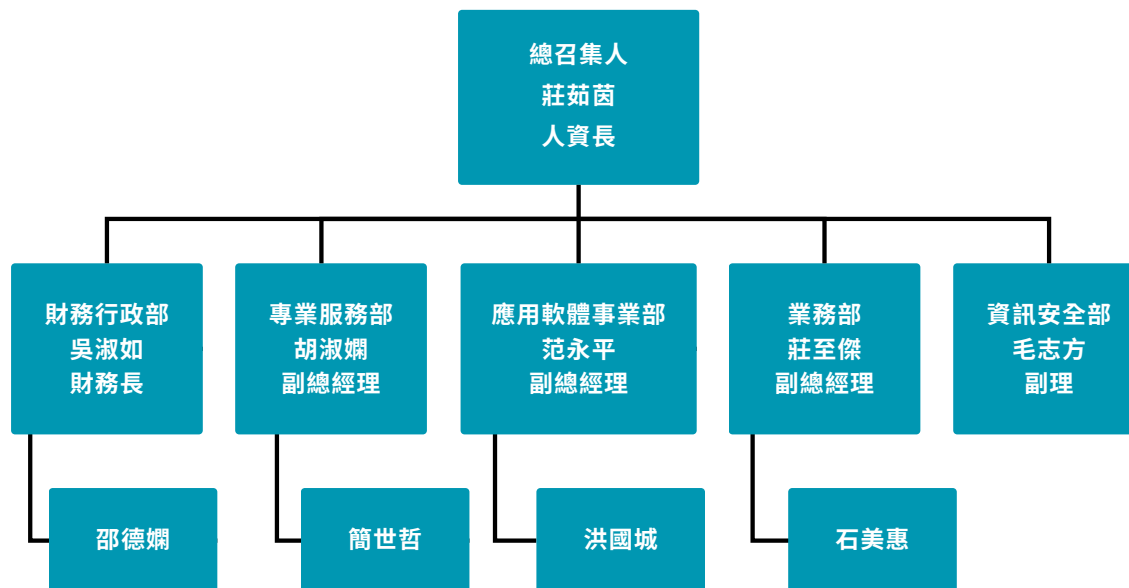 總召集人
莊茹茵
人資長
財務行政部
吳淑如
財務長
專業服務部
胡淑嫻
副總經理
應用軟體事業部
范永平
副總經理
業務部
莊至傑
副總經理
資訊安全部
毛志方
副理
邵德嫻
簡世哲
洪國城
石美惠